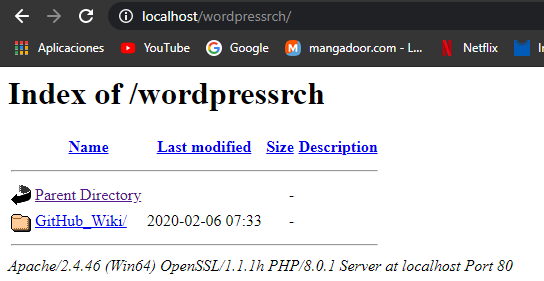 localhost/wordpressrch/
Aplicaciones YouTube Google Gmail mangadoor.com - L... Netflix
Index of /wordpressrch
Name Last modified Size Description
Parent Directory -
GitHub_Wiki/ 2020-02-06 07:33 -
Apache/2.4.46 (Win64) OpenSSL/1.1.1h PHP/8.0.1 Server at localhost Port 80